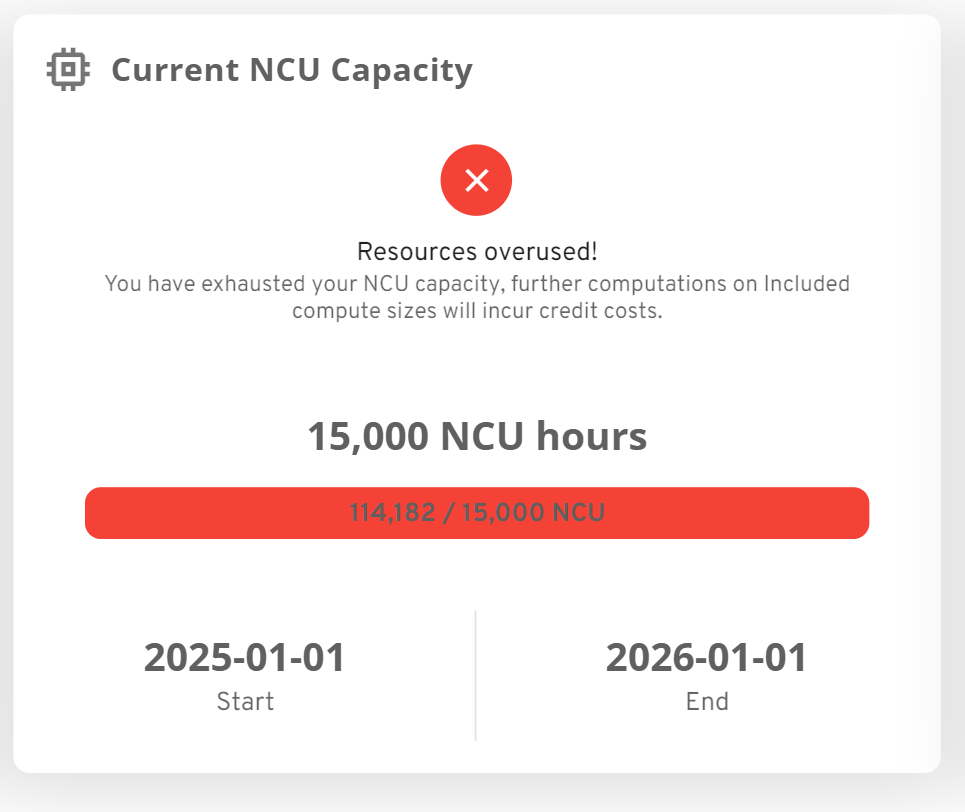 Current NCU Capacity
Resources overused!
You have exhausted your NCU capacity, further computations on Included
compute sizes will incur credit costs.
15,000 NCU hours
114,182 / 15,000 NCU
2025-01-01
Start
2026-01-01
End